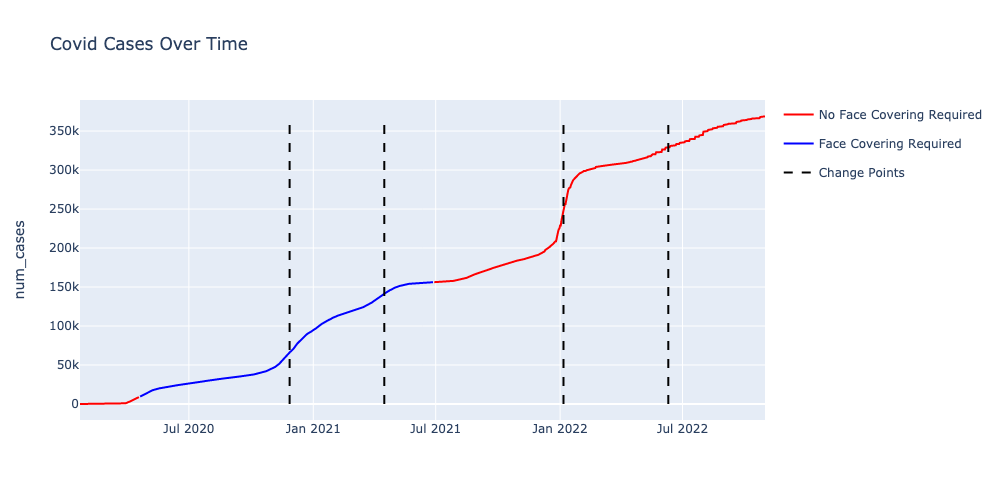 Covid Cases Over Time
No Face Covering Required
Face Covering Required
Change Points
num_cases
350k
300k
250k
200k
150k
100k
50k
0
Jul 2020
Jan 2021
Jul 2021
Jan 2022
Jul 2022